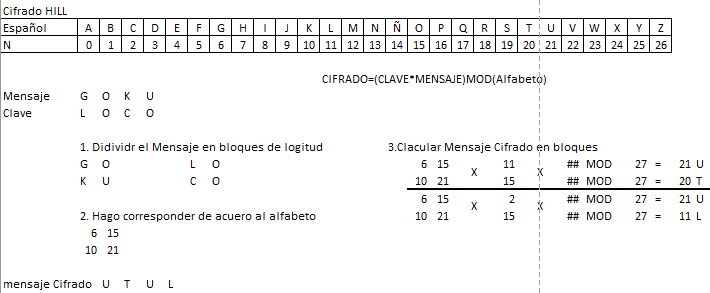 Cifrado HILL
Español A B C D E F G H I J K L M N Ñ O P Q R S T U V W X Y Z
N 0 1 2 3 4 5 6 7 8 9 10 11 12 13 14 15 16 17 18 19 20 21 22 23 24 25 26
CIFRADO=(CLAVE*MENSAJE)MOD(Alfabeto)
Mensaje G O K U
Clave L O C O
1. Didividr el Mensaje en bloques de logitud
G O L O
K U C O
2. Hago corresponder de acuero al alfabeto
6 15
10 21
3.Clacular Mensaje Cifrado en bloques
6 15 X 11 X ## MOD 27 = 21 U
10 21 15 ## MOD 27 = 20 T
6 15 X 2 X ## MOD 27 = 21 U
10 21 15 ## MOD 27 = 11 L
mensaje Cifrado U T U L